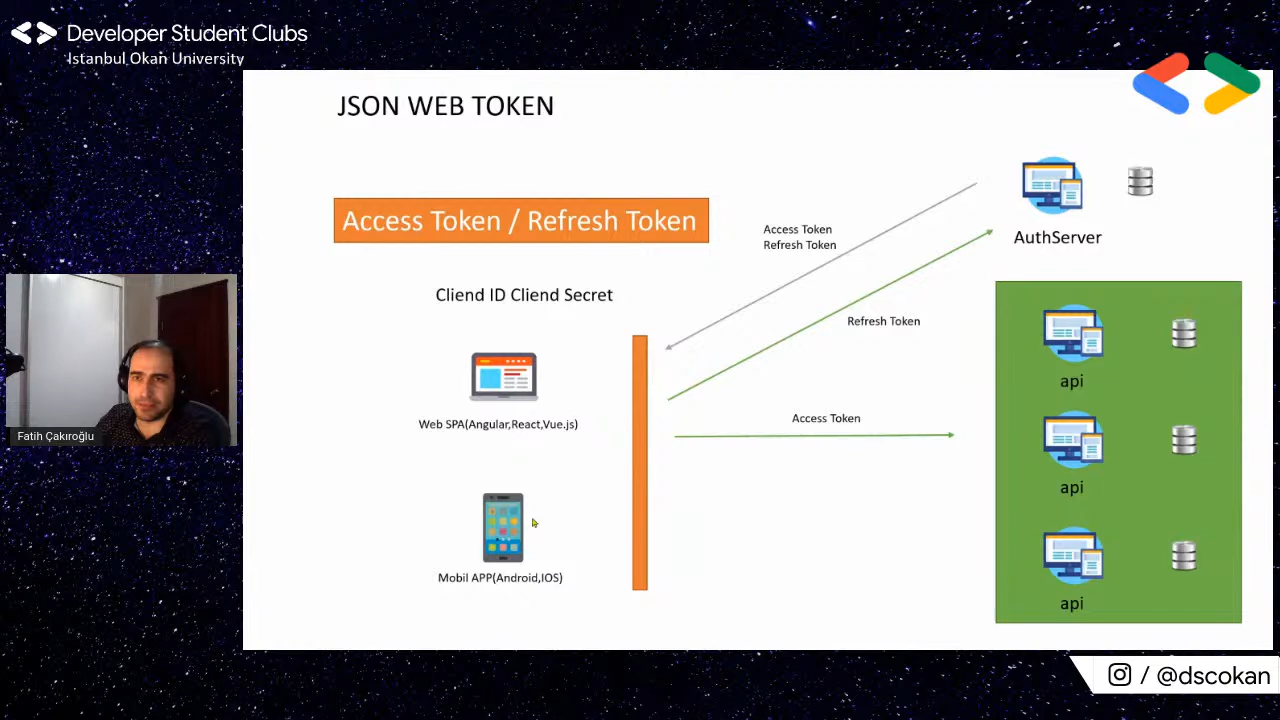 Developer Student Clubs
Istanbul Okan University
JSON WEB TOKEN
Access Token / Refresh Token
Access Token
Refresh Token
AuthServer
Cliend ID Cliend Secret
Refresh Token
api
Web SPA(Angular,React,Vue.js)
Access Token
Fatih Çakıroğlu
api
Mobil APP(Android,IOS)
api
/ @dscokan